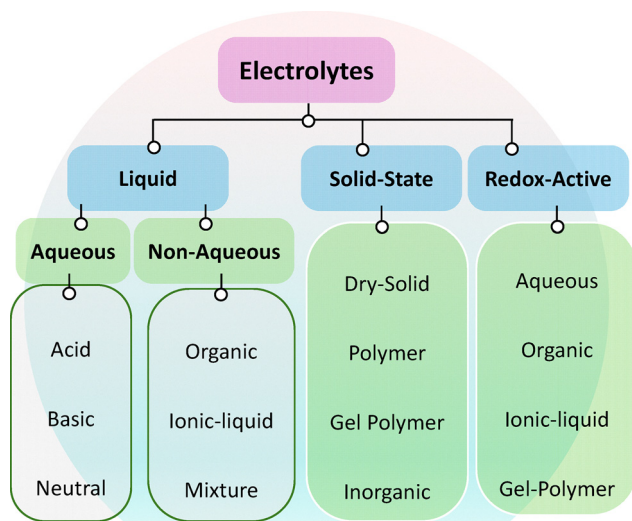 Electrolytes
Liquid
Solid-State
Redox-Active
Aqueous
Non-Aqueous
Acid
Basic
Neutral
Organic
Ionic-liquid
Mixture
Dry-Solid
Polymer
Gel Polymer
Inorganic
Aqueous
Organic
Ionic-liquid
Gel-Polymer